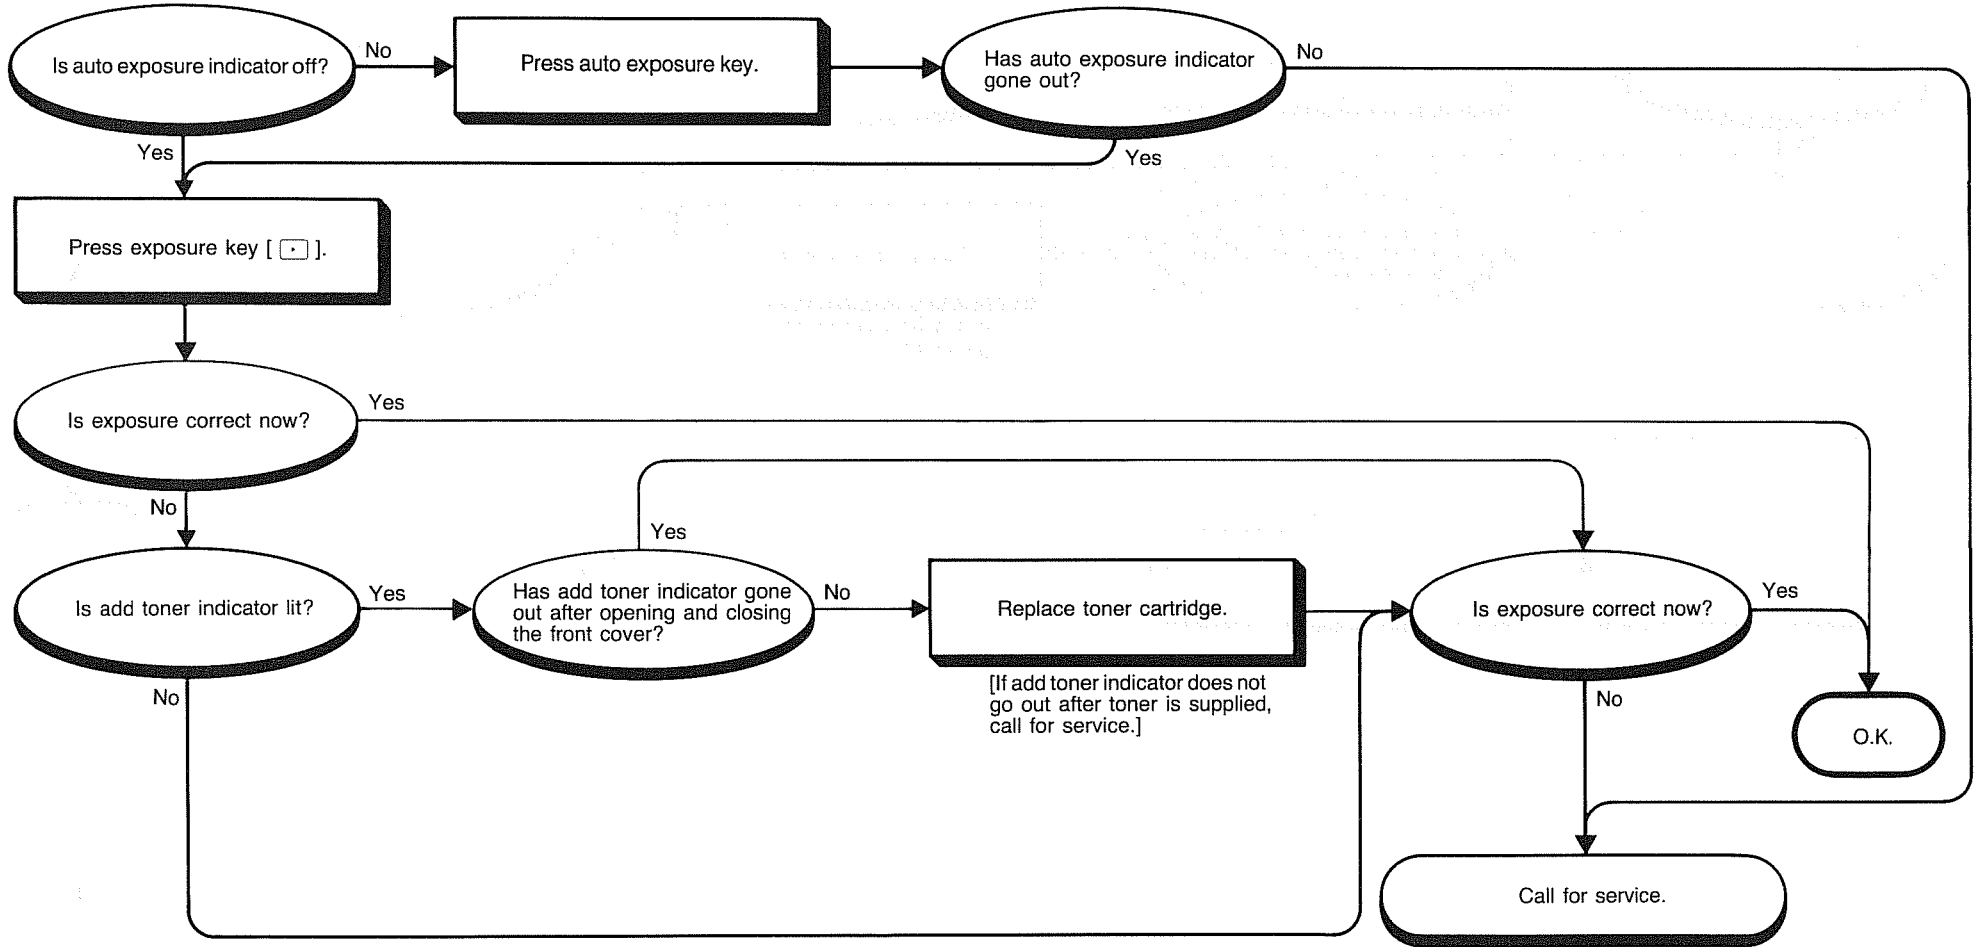 Is auto exposure indicator off?
No
Press auto exposure key.
Has auto exposure indicator
gone out?
No
Yes
Yes
Press exposure key [ ].
Is exposure correct now?
Yes
No
Is add toner indicator lit?
Yes
No
Has add toner indicator gone
out after opening and closing
the front cover?
Yes
No
Replace toner cartridge.
[If add toner indicator does not
go out after toner is supplied,
call for service.]
Is exposure correct now?
Yes
No
O.K.
Call for service.